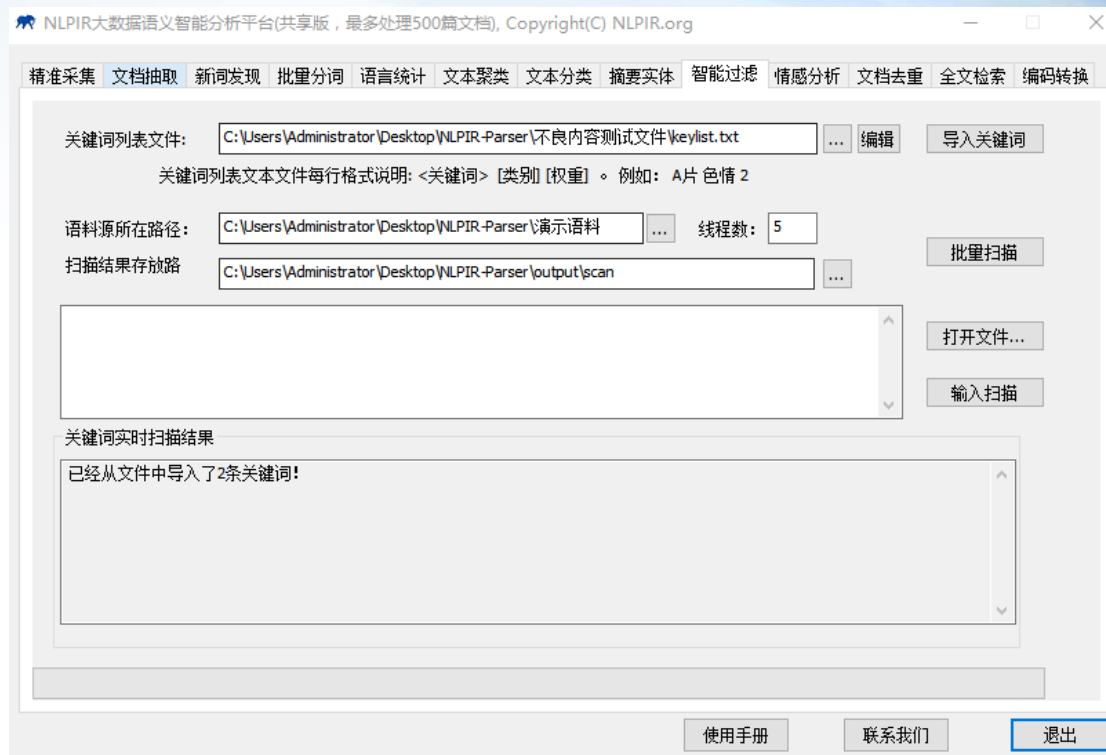 NLPIR大数据语义智能分析平台(共享版，最多处理500篇文档), Copyright(C) NLPIR.org
精准采集 文档抽取 新词发现 批量分词 语言统计 文本聚类 文本分类 摘要实体 智能过滤 情感分析 文档去重 全文检索 编码转换
关键词列表文件: C:\Users\Administrator\Desktop\NLPIR-Parser\不良内容测试文件\keylist.txt ... 编辑 导入关键词
关键词列表文本文件每行格式说明: <关键词> [类别] [权重] 。 例如: A片 色情 2
语料源所在路径: C:\Users\Administrator\Desktop\NLPIR-Parser\演示语料 ... 线程数: 5
批量扫描
扫描结果存放路 C:\Users\Administrator\Desktop\NLPIR-Parser\output\scan ...
打开文件...
输入扫描
关键词实时扫描结果
已经从文件中导入了2条关键词!
使用手册 联系我们 退出